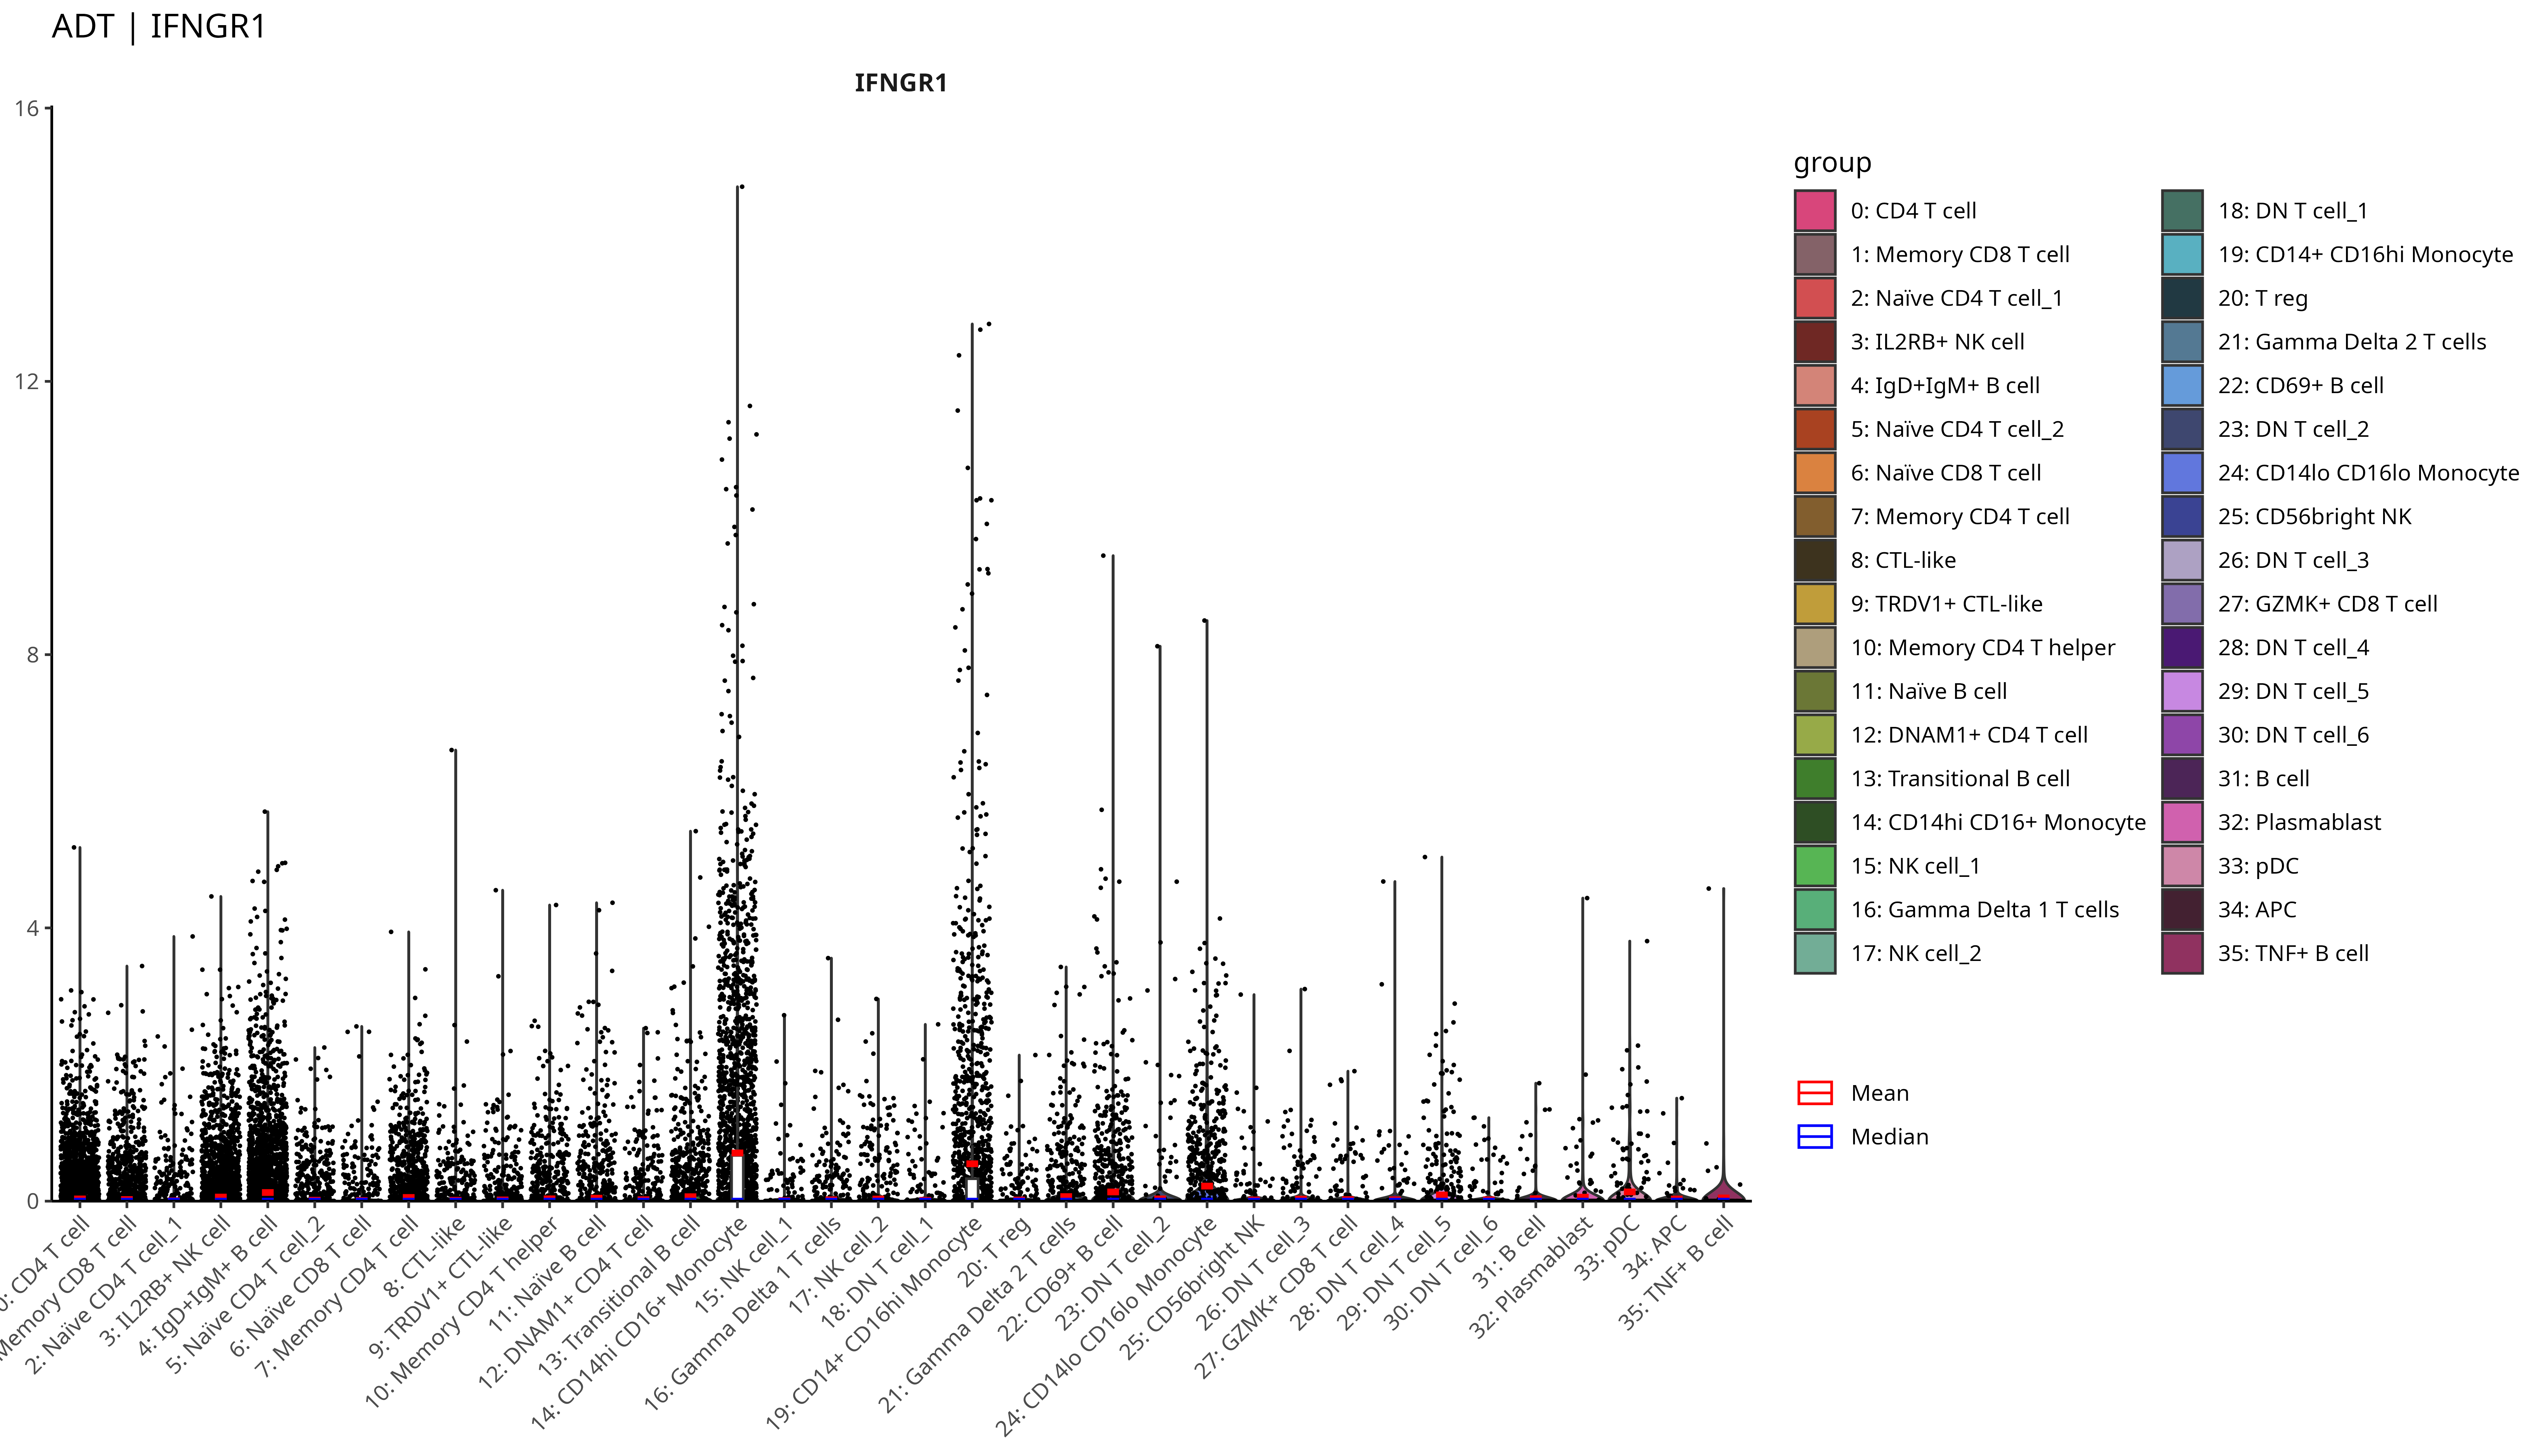 ADT | IFNGR1
IFNGR1
16
12
8
4
0
0: CD4 T cell
Memory CD8 T cell
2: Naïve CD4 T cell_1
3: IL2RB+ NK cell
4: IgD+IgM+ B cell
5: Naïve CD4 T cell_2
6: Naïve CD8 T cell
7: Memory CD4 T cell
8: CTL-like
9: TRDV1+ CTL-like
10: Memory CD4 T helper
11: Naïve B cell
12: DNAM1+ CD4 T cell
13: Transitional B cell
14: CD14hi CD16+ Monocyte
15: NK cell_1
16: Gamma Delta 1 T cells
17: NK cell_2
18: DN T cell_1
19: CD14+ CD16hi Monocyte
20: T reg
21: Gamma Delta 2 T cells
22: CD69+ B cell
23: DN T cell_2
24: CD14lo CD16lo Monocyte
25: CD56bright NK
26: DN T cell_3
27: GZMK+ CD8 T cell
28: DN T cell_4
29: DN T cell_5
30: DN T cell_6
31: B cell
32: Plasmablast
33: pDC
34: APC
35: TNF+ B cell
group
0: CD4 T cell
1: Memory CD8 T cell
2: Naïve CD4 T cell_1
3: IL2RB+ NK cell
4: IgD+IgM+ B cell
5: Naïve CD4 T cell_2
6: Naïve CD8 T cell
7: Memory CD4 T cell
8: CTL-like
9: TRDV1+ CTL-like
10: Memory CD4 T helper
11: Naïve B cell
12: DNAM1+ CD4 T cell
13: Transitional B cell
14: CD14hi CD16+ Monocyte
15: NK cell_1
16: Gamma Delta 1 T cells
17: NK cell_2
18: DN T cell_1
19: CD14+ CD16hi Monocyte
20: T reg
21: Gamma Delta 2 T cells
22: CD69+ B cell
23: DN T cell_2
24: CD14lo CD16lo Monocyte
25: CD56bright NK
26: DN T cell_3
27: GZMK+ CD8 T cell
28: DN T cell_4
29: DN T cell_5
30: DN T cell_6
31: B cell
32: Plasmablast
33: pDC
34: APC
35: TNF+ B cell
Mean
Median